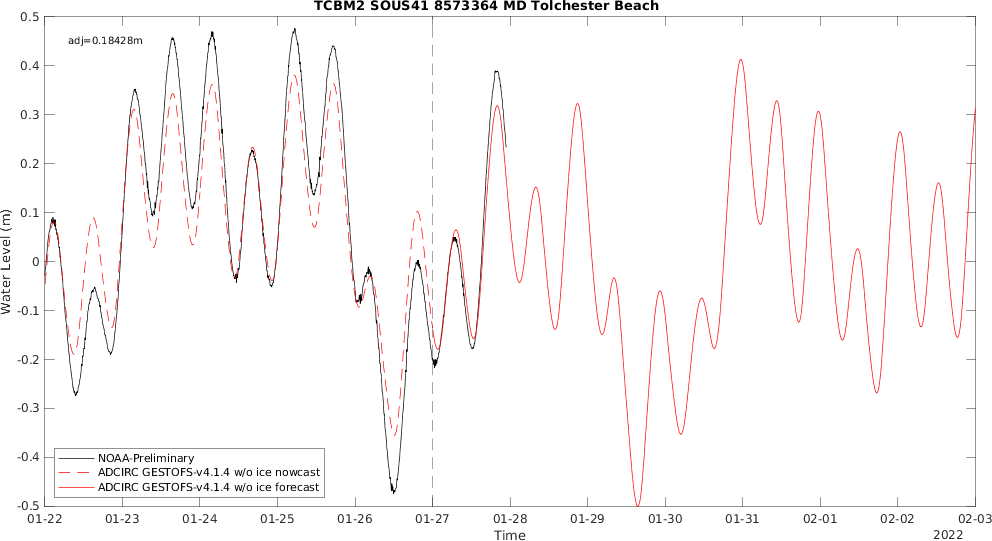 TCBM2 SOUS41 8573364 MD Tolchester Beach
adj=0.18428m
0.5
0.4
0.3
0.2
0.1
0
-0.1
-0.2
-0.3
-0.4
-0.5
Water Level (m)
NOAA-Preliminary
ADCIRC GESTOFS-v4.1.4 w/o ice nowcast
ADCIRC GESTOFS-v4.1.4 w/o ice forecast
01-22 01-23 01-24 01-25 01-26 01-27 01-28 01-29 01-30 01-31 02-01 02-02 02-03
Time
2022